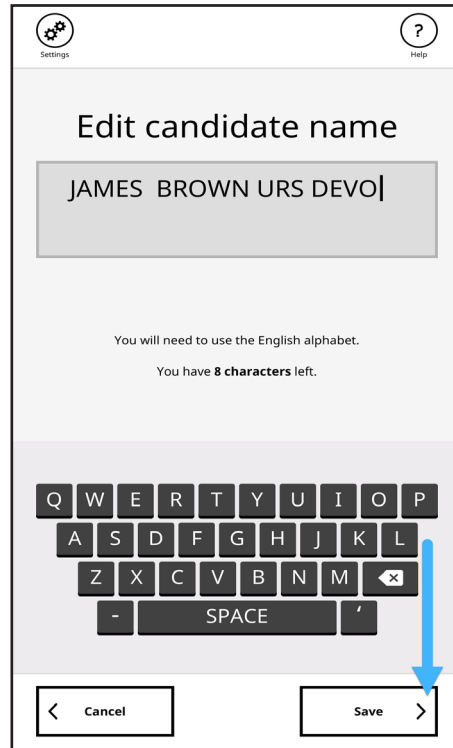 ?
Settings
Help
Edit candidate name
JAMES  BROWN URS DEVO
You will need to use the English alphabet.
You have 8 characters left.
Q W E R T Y U I O P
A S D F G H J K L
Z X C V B N M
- SPACE ‘
Cancel
Save